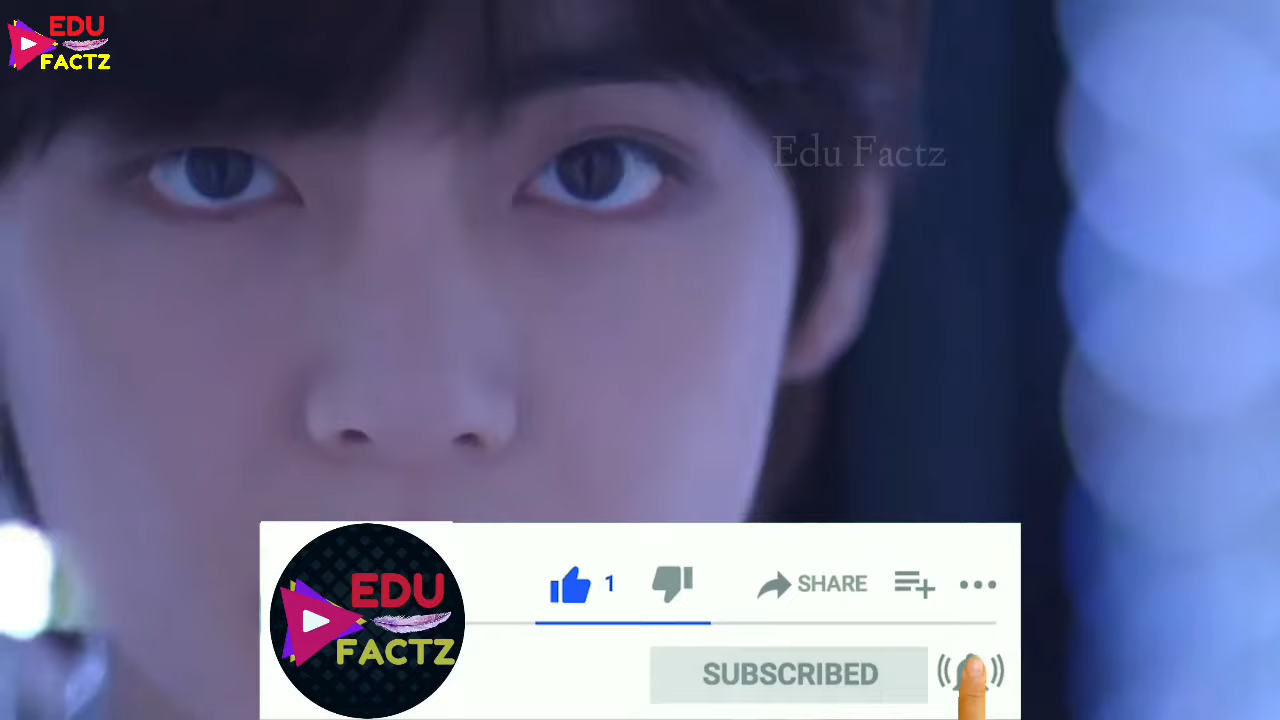 EDU
FACTZ
Edu Factz
EDU
FACTZ
1
SHARE
SUBSCRIBED